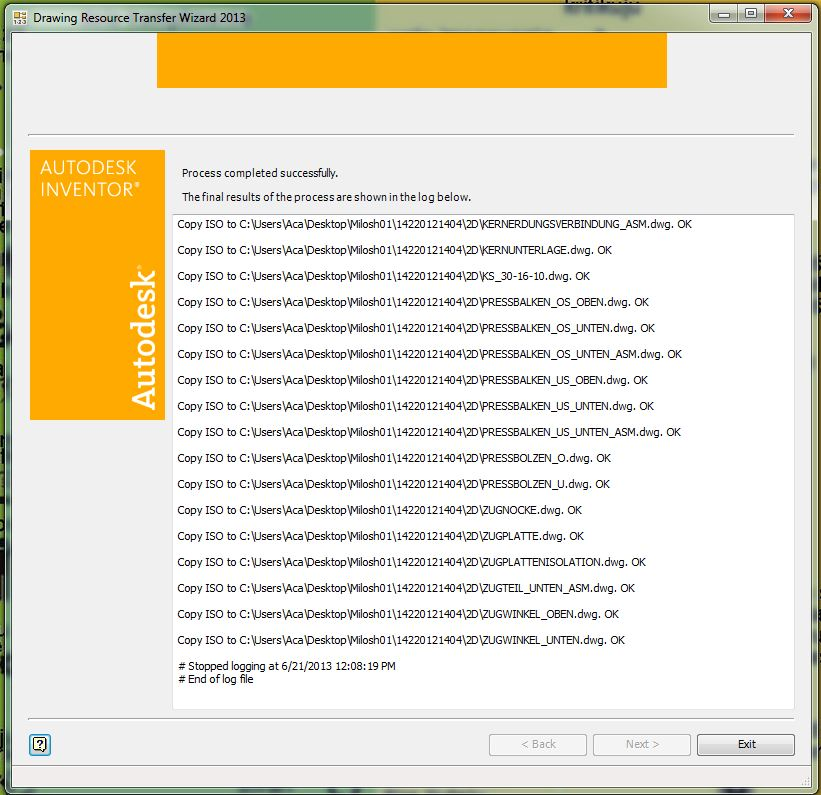 Drawing Resource Transfer Wizard 2013
AUTODESK
INVENTOR®
Autodesk®
Process completed successfully.
The final results of the process are shown in the log below.
Copy ISO to C:\Users\Aca\Desktop\Milosh01\14220121404\2D\KERNERDUNGSVERBINDUNG_ASM.dwg. OK
Copy ISO to C:\Users\Aca\Desktop\Milosh01\14220121404\2D\KERNUNTERLAGE.dwg. OK
Copy ISO to C:\Users\Aca\Desktop\Milosh01\14220121404\2D\KS_30-16-10.dwg. OK
Copy ISO to C:\Users\Aca\Desktop\Milosh01\14220121404\2D\PRESSBALKEN_OS_OBEN.dwg. OK
Copy ISO to C:\Users\Aca\Desktop\Milosh01\14220121404\2D\PRESSBALKEN_OS_UNTEN.dwg. OK
Copy ISO to C:\Users\Aca\Desktop\Milosh01\14220121404\2D\PRESSBALKEN_OS_UNTEN_ASM.dwg. OK
Copy ISO to C:\Users\Aca\Desktop\Milosh01\14220121404\2D\PRESSBALKEN_US_OBEN.dwg. OK
Copy ISO to C:\Users\Aca\Desktop\Milosh01\14220121404\2D\PRESSBALKEN_US_UNTEN.dwg. OK
Copy ISO to C:\Users\Aca\Desktop\Milosh01\14220121404\2D\PRESSBALKEN_US_UNTEN_ASM.dwg. OK
Copy ISO to C:\Users\Aca\Desktop\Milosh01\14220121404\2D\PRESSBOLZEN_O.dwg. OK
Copy ISO to C:\Users\Aca\Desktop\Milosh01\14220121404\2D\PRESSBOLZEN_U.dwg. OK
Copy ISO to C:\Users\Aca\Desktop\Milosh01\14220121404\2D\ZUGNOCKE.dwg. OK
Copy ISO to C:\Users\Aca\Desktop\Milosh01\14220121404\2D\ZUGPLATTE.dwg. OK
Copy ISO to C:\Users\Aca\Desktop\Milosh01\14220121404\2D\ZUGPLATTENISOLATION.dwg. OK
Copy ISO to C:\Users\Aca\Desktop\Milosh01\14220121404\2D\ZUGTEIL_UNTEN_ASM.dwg. OK
Copy ISO to C:\Users\Aca\Desktop\Milosh01\14220121404\2D\ZUGWINKEL_OBEN.dwg. OK
Copy ISO to C:\Users\Aca\Desktop\Milosh01\14220121404\2D\ZUGWINKEL_UNTEN.dwg. OK
# Stopped logging at 6/21/2013 12:08:19 PM
# End of log file
< Back
Next >
Exit